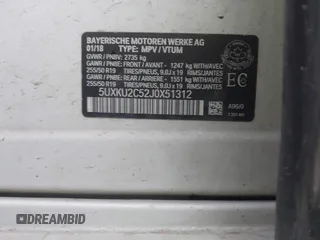 BAYERISCHE MOTOREN WERKE AG
01/18 TYPE: MPV / VTUM
GVWR / PNBV: 2735 kg
GAWR/PNBE: FRONT / AVANT - 1247 kg WITH/AVEC
255/50 R19 TIRES/PNEUS, 9.0J x 19 RIMS/JANTES
GAWR/PNBE: REAR / ARRIERE - 1551 kg WITH/AVEC
255/50 R19 TIRES/PNEUS, 9.0J x 19 RIMS/JANTES
EC
5UXKU2C52J0X51312
DREAMBID